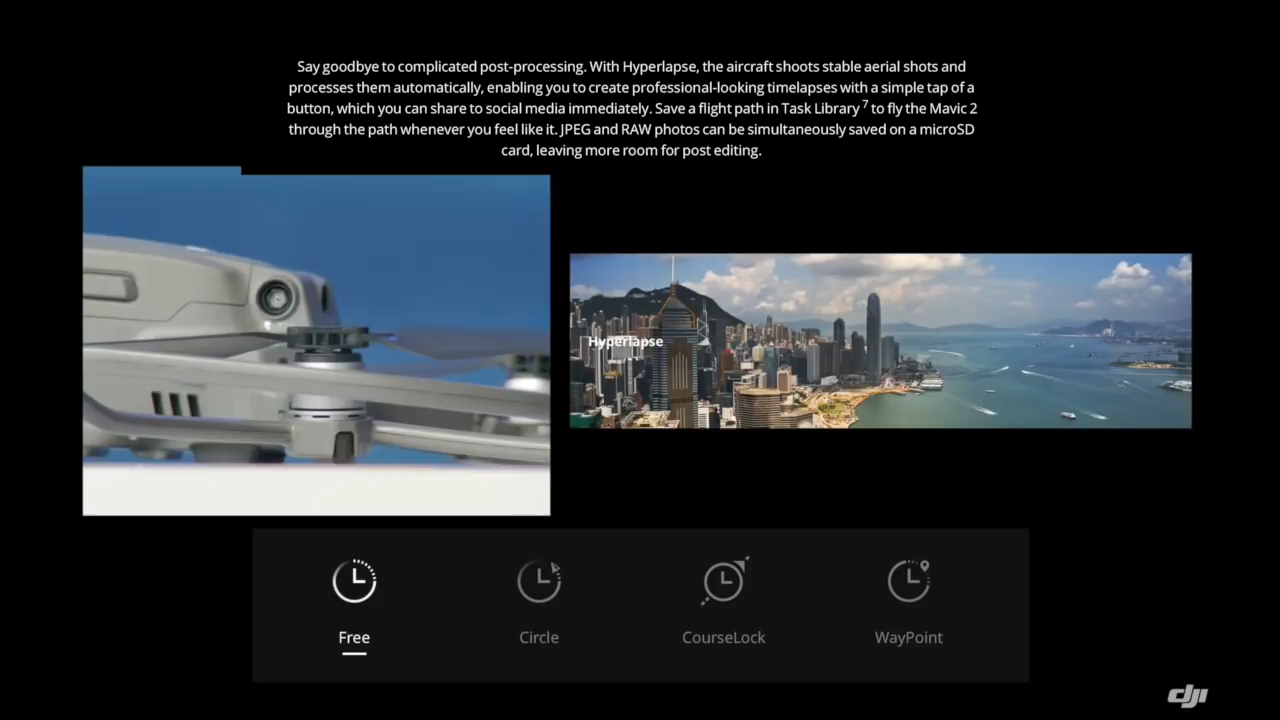 Say goodbye to complicated post-processing. With Hyperlapse, the aircraft shoots stable aerial shots and
processes them automatically, enabling you to create professional-looking timelapses with a simple tap of a
button, which you can share to social media immediately. Save a flight path in Task Library 7 to fly the Mavic 2
through the path whenever you feel like it. JPEG and RAW photos can be simultaneously saved on a microSD
card, leaving more room for post editing.
Hyperlapse
Free
Circle
CourseLock
WayPoint
dji